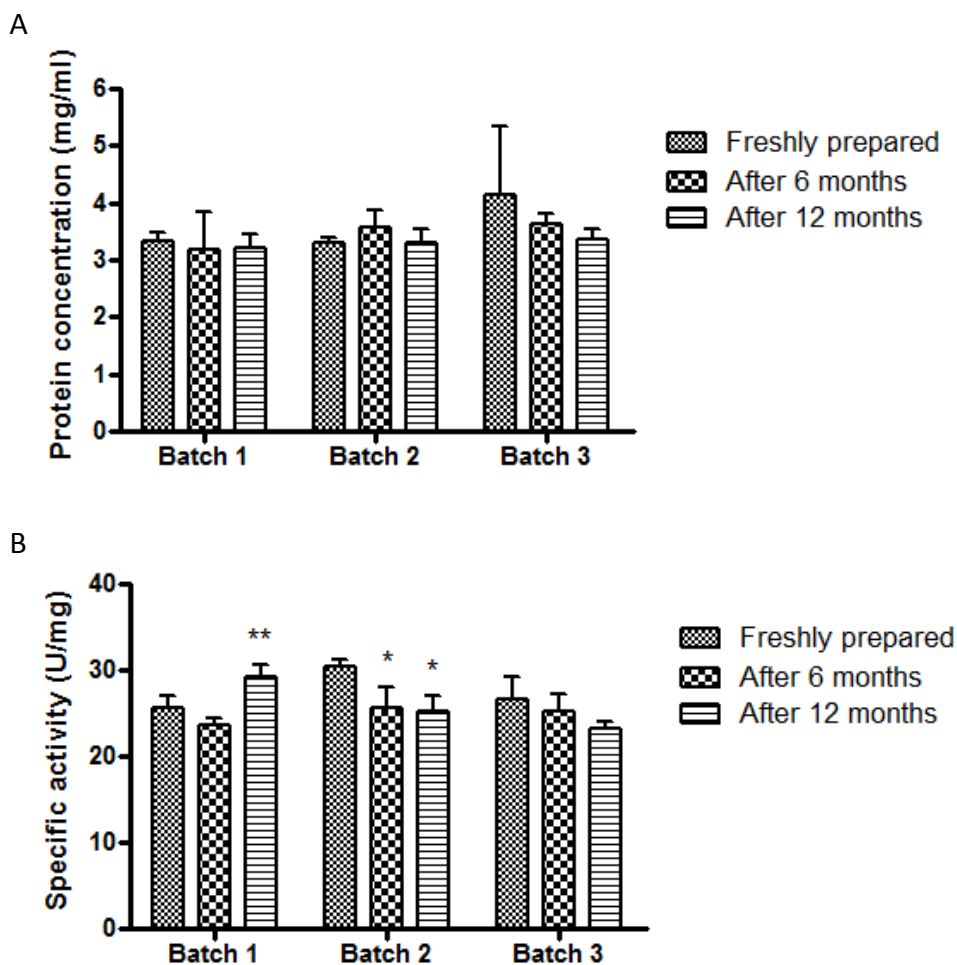 A
Protein concentration (mg/ml)
6
5
4
3
2
1
0
Batch 1
Batch 2
Batch 3
Freshly prepared
After 6 months
After 12 months
B
Specific activity (U/mg)
40
30
20
10
0
**
*
*
Batch 1
Batch 2
Batch 3
Freshly prepared
After 6 months
After 12 months